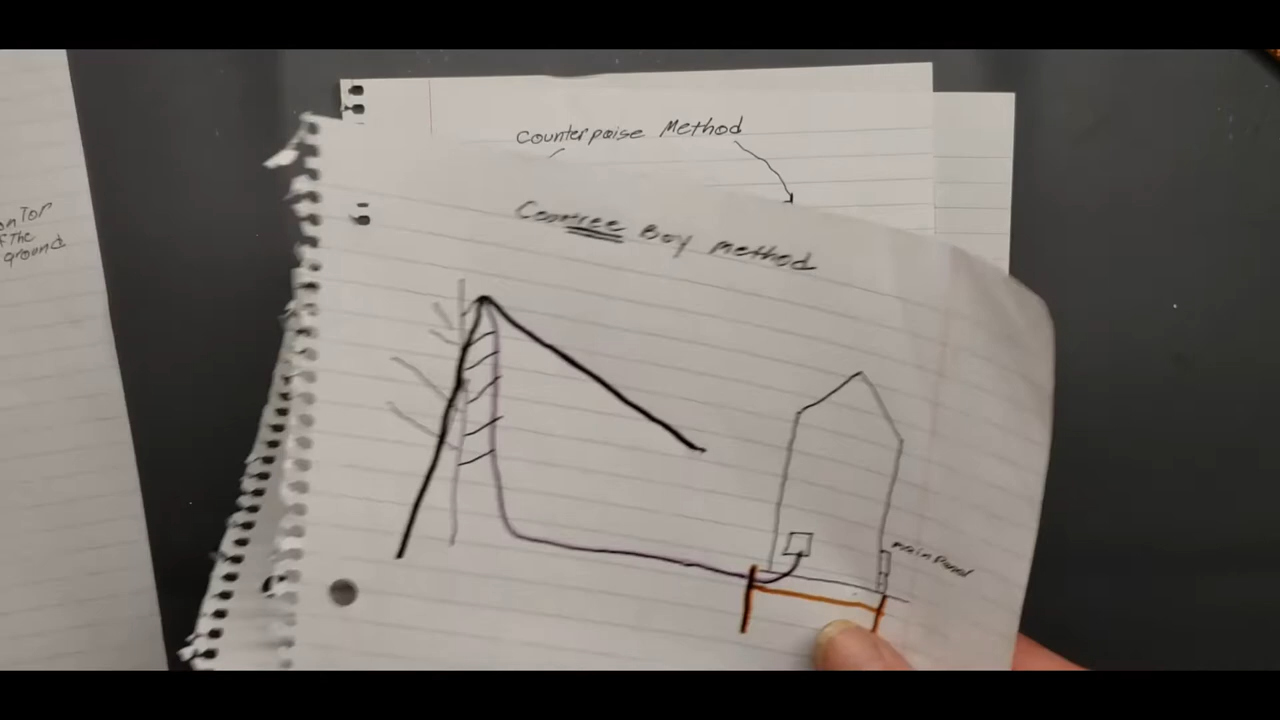 Counterpoise Method
on Top
f The
ground
Boy Method
main Panel